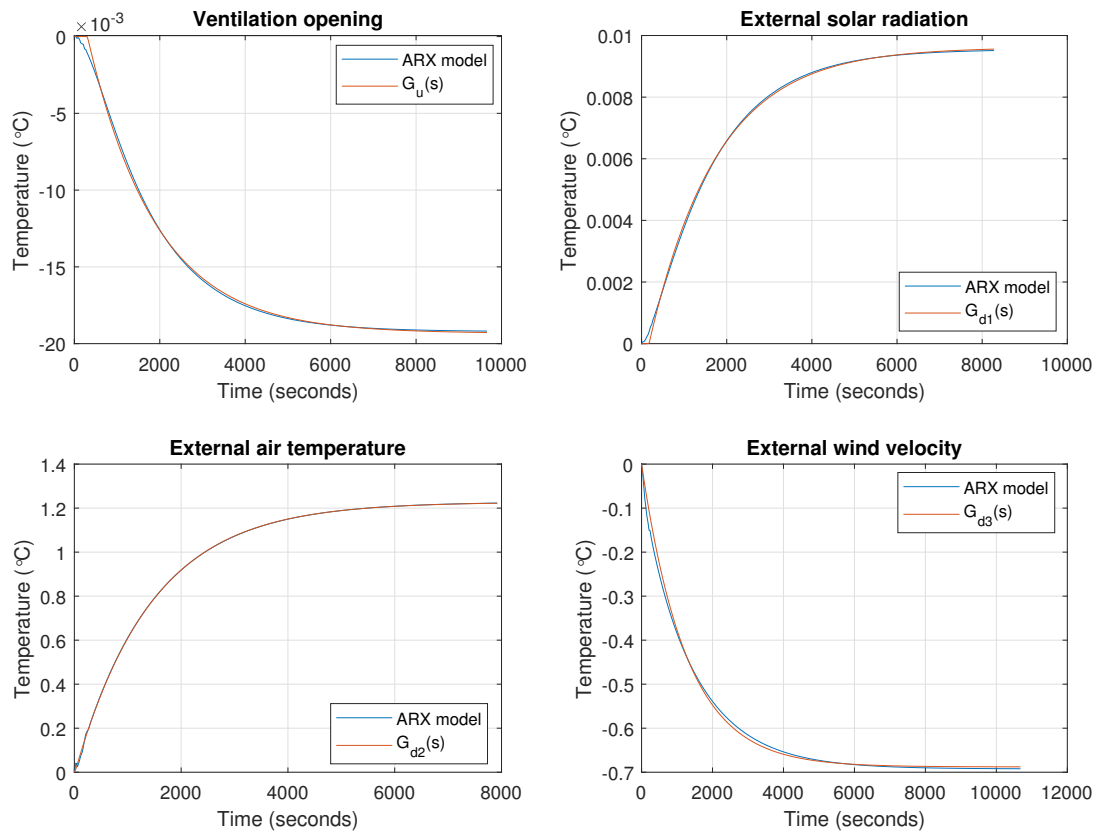 Ventilation opening
×10⁻³
0
-5
-10
-15
-20
0 2000 4000 6000 8000 10000
Temperature (°C)
Time (seconds)
ARX model
G_u(s)
External solar radiation
0.01
0.008
0.006
0.004
0.002
0
0 2000 4000 6000 8000 10000
Temperature (°C)
Time (seconds)
ARX model
G_d1(s)
External air temperature
1.4
1.2
1
0.8
0.6
0.4
0.2
0
0 2000 4000 6000 8000
Temperature (°C)
Time (seconds)
ARX model
G_d2(s)
External wind velocity
0
-0.1
-0.2
-0.3
-0.4
-0.5
-0.6
-0.7
0 2000 4000 6000 8000 10000 12000
Temperature (°C)
Time (seconds)
ARX model
G_d3(s)